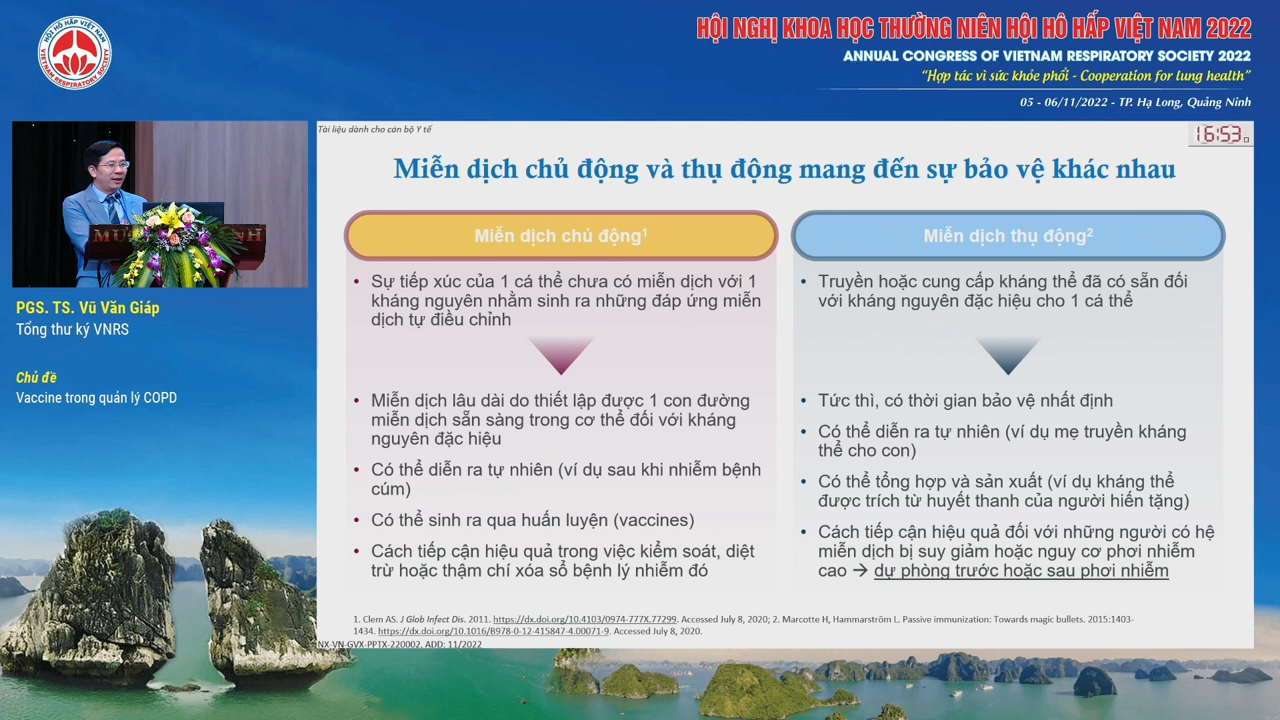 HỘI HÔ HẤP VIỆT NAM
VIETNAM RESPIRATORY SOCIETY
HỘI NGHỊ KHOA HỌC THƯỜNG NIÊN HỘI HÔ HẤP VIỆT NAM 2022
ANNUAL CONGRESS OF VIETNAM RESPIRATORY SOCIETY 2022
"Hợp tác vì sức khỏe phổi - Cooperation for lung health"
05 - 06/11/2022 - TP. Hạ Long, Quảng Ninh
PGS. TS. Vũ Văn Giáp
Tổng thư ký VNRS
Chủ đề
Vaccine trong quản lý COPD
Tài liệu dành cho cán bộ Y tế
16:53
Miễn dịch chủ động và thụ động mang đến sự bảo vệ khác nhau
Miễn dịch chủ động¹
• Sự tiếp xúc của 1 cá thể chưa có miễn dịch với 1
kháng nguyên nhằm sinh ra những đáp ứng miễn
dịch tự điều chỉnh
• Miễn dịch lâu dài do thiết lập được 1 con đường
miễn dịch sẵn sàng trong cơ thể đối với kháng
nguyên đặc hiệu
• Có thể diễn ra tự nhiên (ví dụ sau khi nhiễm bệnh
cúm)
• Có thể sinh ra qua huấn luyện (vaccines)
• Cách tiếp cận hiệu quả trong việc kiểm soát, diệt
trừ hoặc thậm chí xóa sổ bệnh lý nhiễm đó
Miễn dịch thụ động²
• Truyền hoặc cung cấp kháng thể đã có sẵn đối
với kháng nguyên đặc hiệu cho 1 cá thể
• Tức thì, có thời gian bảo vệ nhất định
• Có thể diễn ra tự nhiên (ví dụ mẹ truyền kháng
thể cho con)
• Có thể tổng hợp và sản xuất (ví dụ kháng thể
được trích từ huyết thanh của người hiến tặng)
• Cách tiếp cận hiệu quả đối với những người có hệ
miễn dịch bị suy giảm hoặc nguy cơ phơi nhiễm
cao → dự phòng trước hoặc sau phơi nhiễm
1. Clem AS. J Glob Infect Dis. 2011. https://dx.doi.org/10.4103/0974-777X.77299. Accessed July 8, 2020; 2. Marcotte H, Hammarström L. Passive immunization: Towards magic bullets. 2015:1403-
1434. https://dx.doi.org/10.1016/B978-0-12-415847-4.00071-9. Accessed July 8, 2020.
NX-VN-GVX-PPTX-220002, ADD: 11/2022